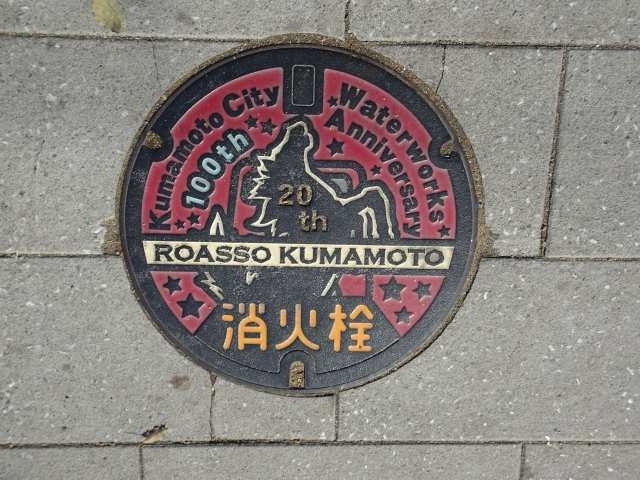 Kumamoto City Waterworks
100th Anniversary
20
th
ROASSO KUMAMOTO
消火栓